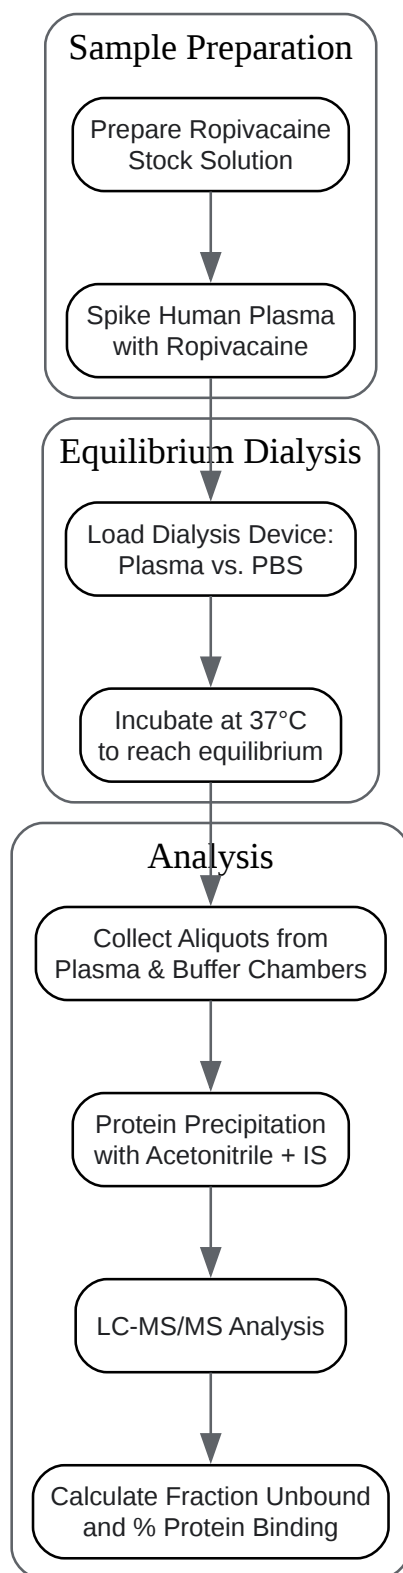 Sample Preparation
Prepare Ropivacaine
Stock Solution
Spike Human Plasma
with Ropivacaine
Equilibrium Dialysis
Load Dialysis Device:
Plasma vs. PBS
Incubate at 37°C
to reach equilibrium
Analysis
Collect Aliquots from
Plasma & Buffer Chambers
Protein Precipitation
with Acetonitrile + IS
LC-MS/MS Analysis
Calculate Fraction Unbound
and % Protein Binding